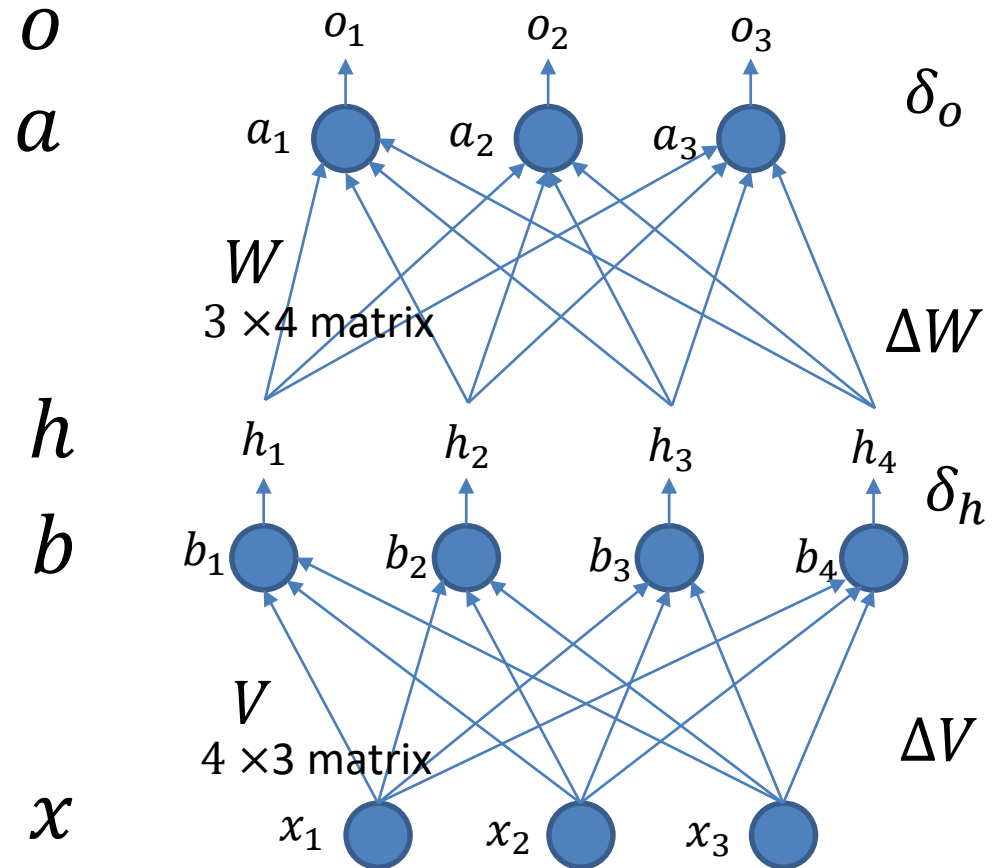 o o₁ o₂ o₃
a a₁ a₂ a₃ δₒ
W
3 ×4 matrix ΔW
h h₁ h₂ h₃ h₄
b b₁ b₂ b₃ b₄ δₕ
V
4 ×3 matrix ΔV
x x₁ x₂ x₃